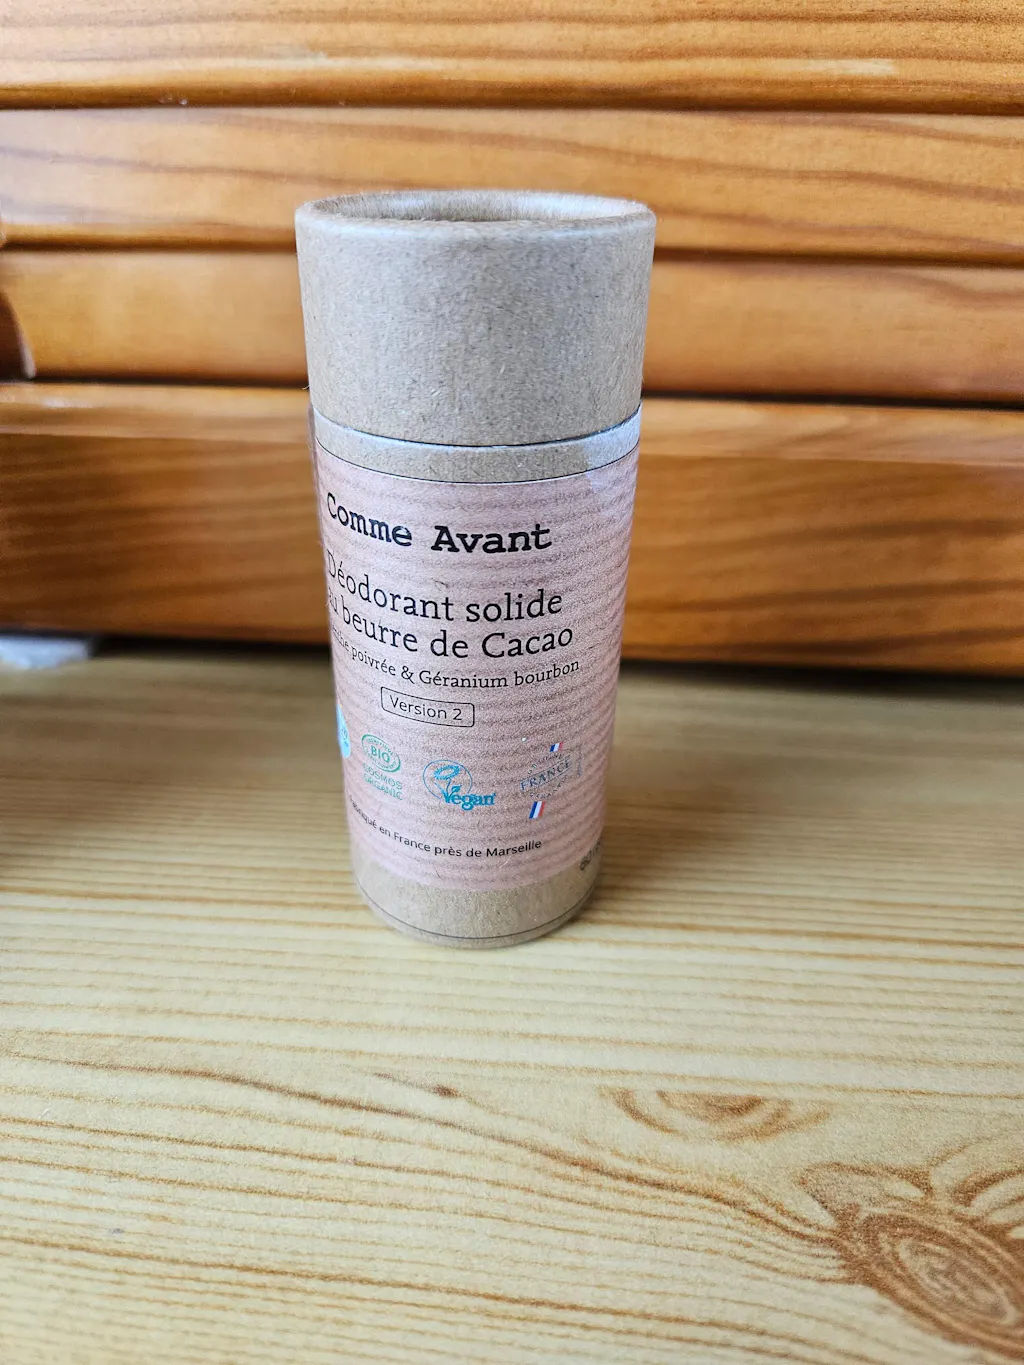 Comme Avant
Déodorant solide
beurre de Cacao
poivrée & Géranium bourbon
Version 2
BIO
COSMOS
ORGANIC
Vegan
FRANCE
en France près de Marseille